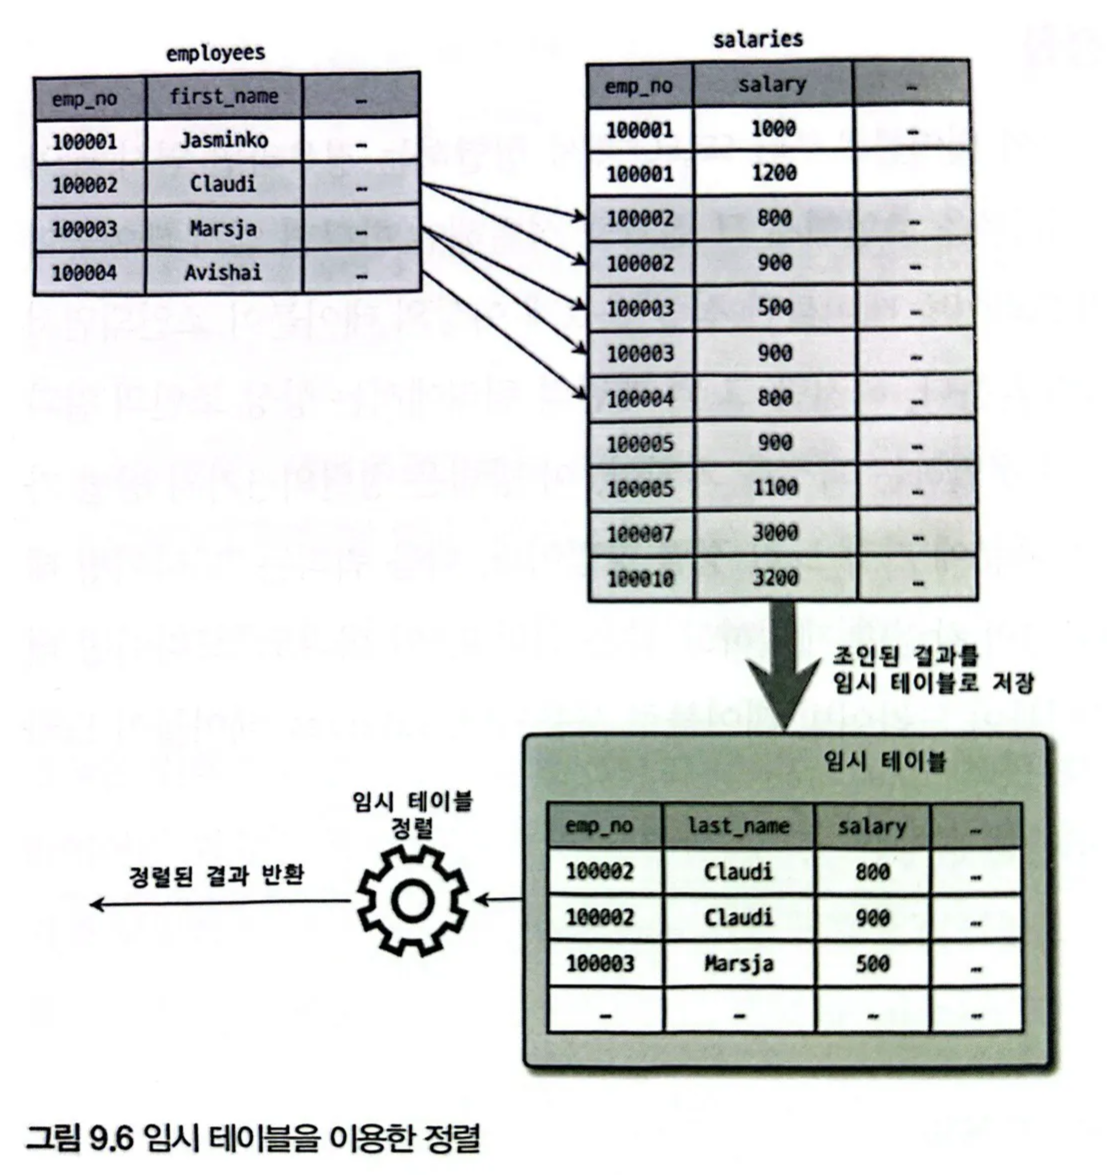 employees
emp_no first_name …
100001 Jasminko …
100002 Claudi …
100003 Marsja …
100004 Avishai …
salaries
emp_no salary …
100001 1000 …
100001 1200
100002 800 …
100002 900 …
100003 500 …
100003 900 …
100004 800 …
100005 900 …
100005 1100 …
100007 3000 …
100010 3200 …
조인된 결과를
임시 테이블로 저장
임시 테이블
emp_no last_name salary …
100002 Claudi 800 …
100002 Claudi 900 …
100003 Marsja 500 …
… … … …
임시 테이블
정렬
정렬된 결과 반환
그림 9.6 임시 테이블을 이용한 정렬